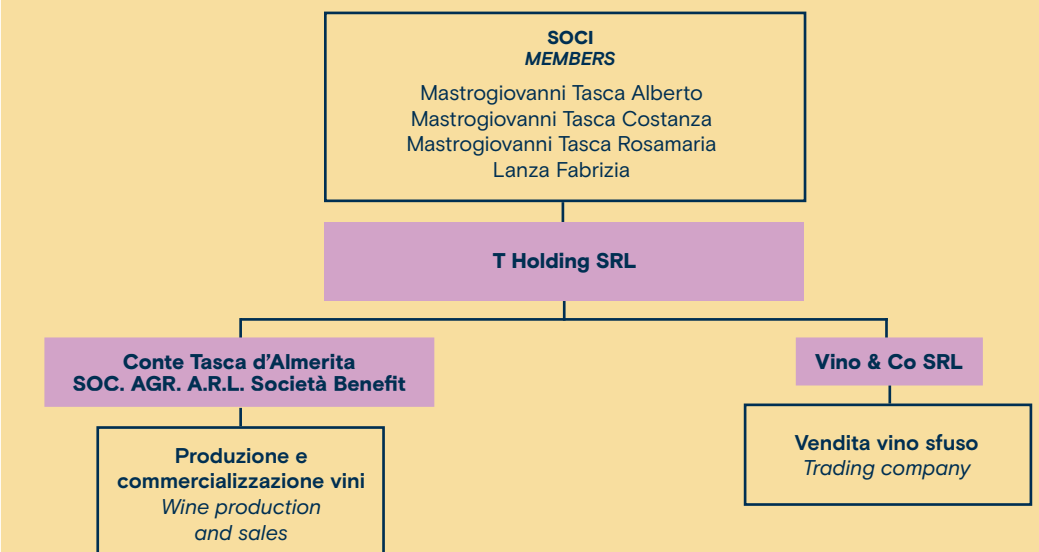 SOCI
MEMBERS
Mastrogiovanni Tasca Alberto
Mastrogiovanni Tasca Costanza
Mastrogiovanni Tasca Rosamaria
Lanza Fabrizia
T Holding SRL
Conte Tasca d’Almerita
SOC. AGR. A.R.L. Società Benefit
Produzione e
commercializzazione vini
Wine production
and sales
Vino & Co SRL
Vendita vino sfuso
Trading company